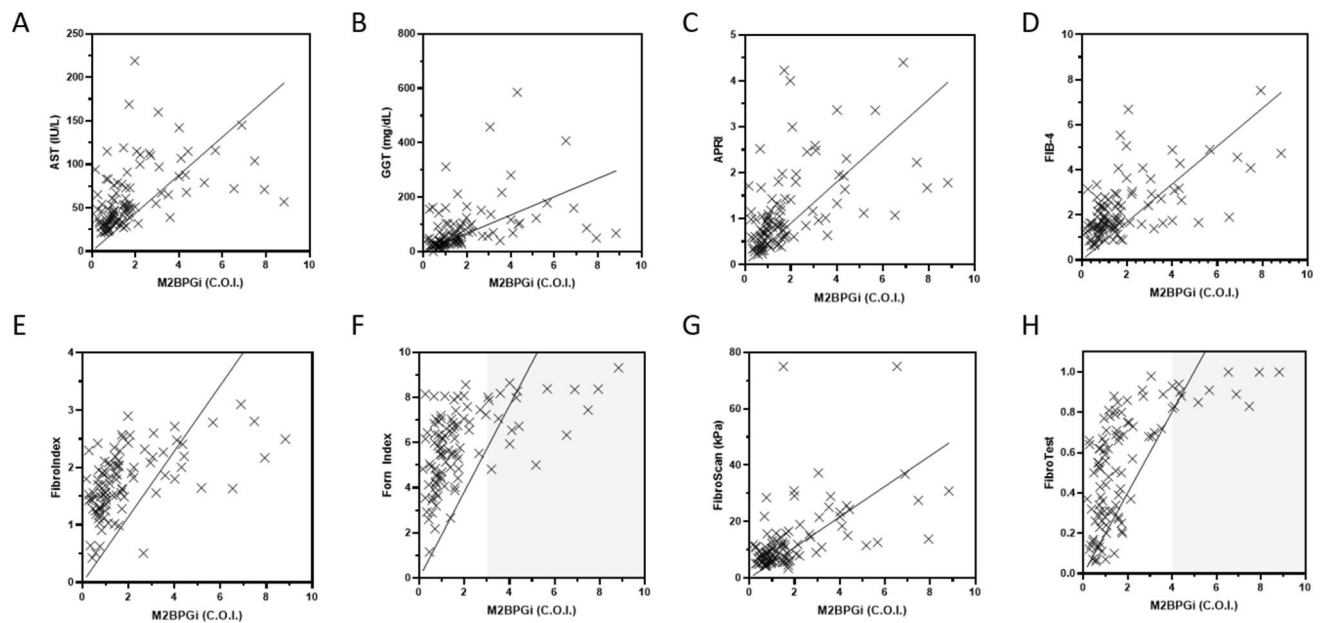 A
B
C
D
250
200
150
100
50
0
AST (IU/L)
0 2 4 6 8 10
M2BPGi (C.O.I.)
800
600
400
200
0
GGT (mg/dL)
0 2 4 6 8 10
M2BPGi (C.O.I.)
5
4
3
2
1
0
APRI
0 2 4 6 8 10
M2BPGi (C.O.I.)
10
8
6
4
2
0
FIB-4
0 2 4 6 8 10
M2BPGi (C.O.I.)
E
F
G
H
4
3
2
1
0
FibroIndex
0 2 4 6 8 10
M2BPGi (C.O.I.)
10
8
6
4
2
0
Forn Index
0 2 4 6 8 10
M2BPGi (C.O.I.)
80
60
40
20
0
FibroScan (kPa)
0 2 4 6 8 10
M2BPGi (C.O.I.)
1.0
0.8
0.6
0.4
0.2
0.0
FibroTest
0 2 4 6 8 10
M2BPGi (C.O.I.)